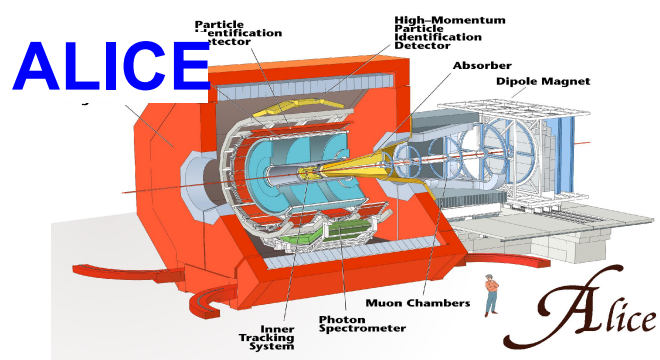 Particle
Identification
Detector
High–Momentum
Particle
Identification
Detector
ALICE
Absorber
Dipole Magnet
Muon Chambers
Inner
Tracking
System
Photon
Spectrometer
Alice